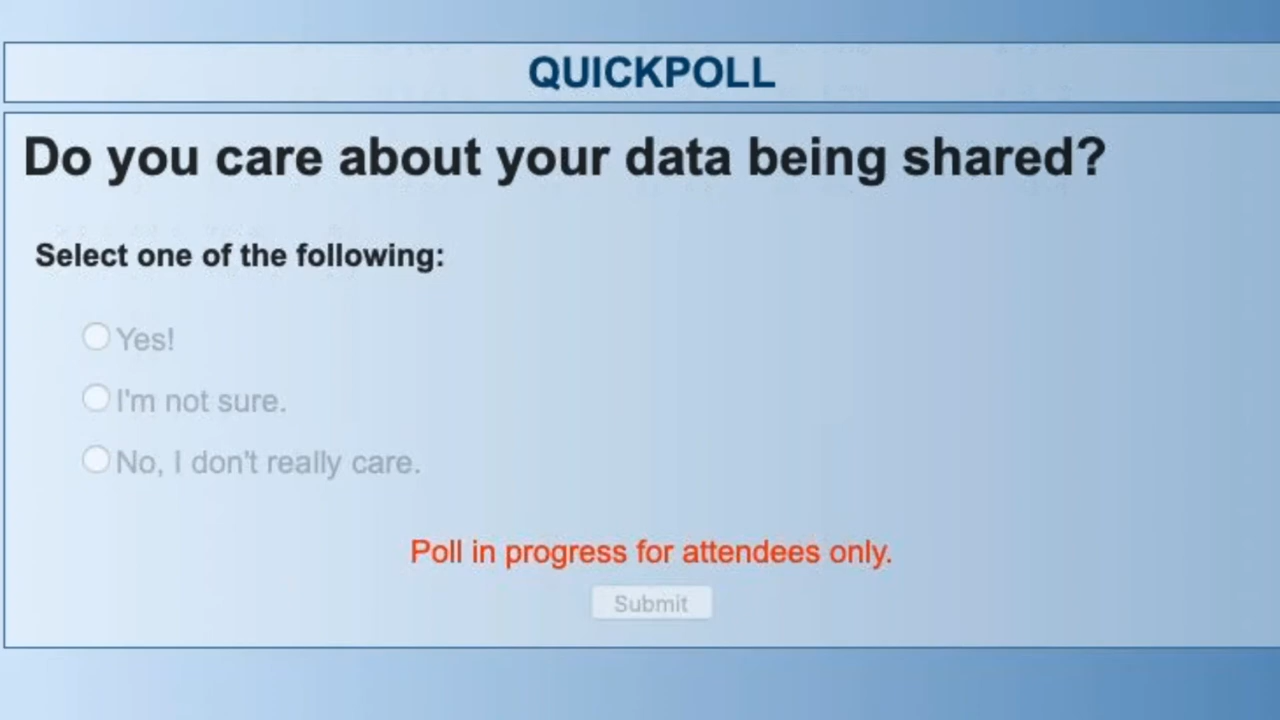 QUICKPOLL
Do you care about your data being shared?
Select one of the following:
Yes!
I'm not sure.
No, I don't really care.
Poll in progress for attendees only.
Submit